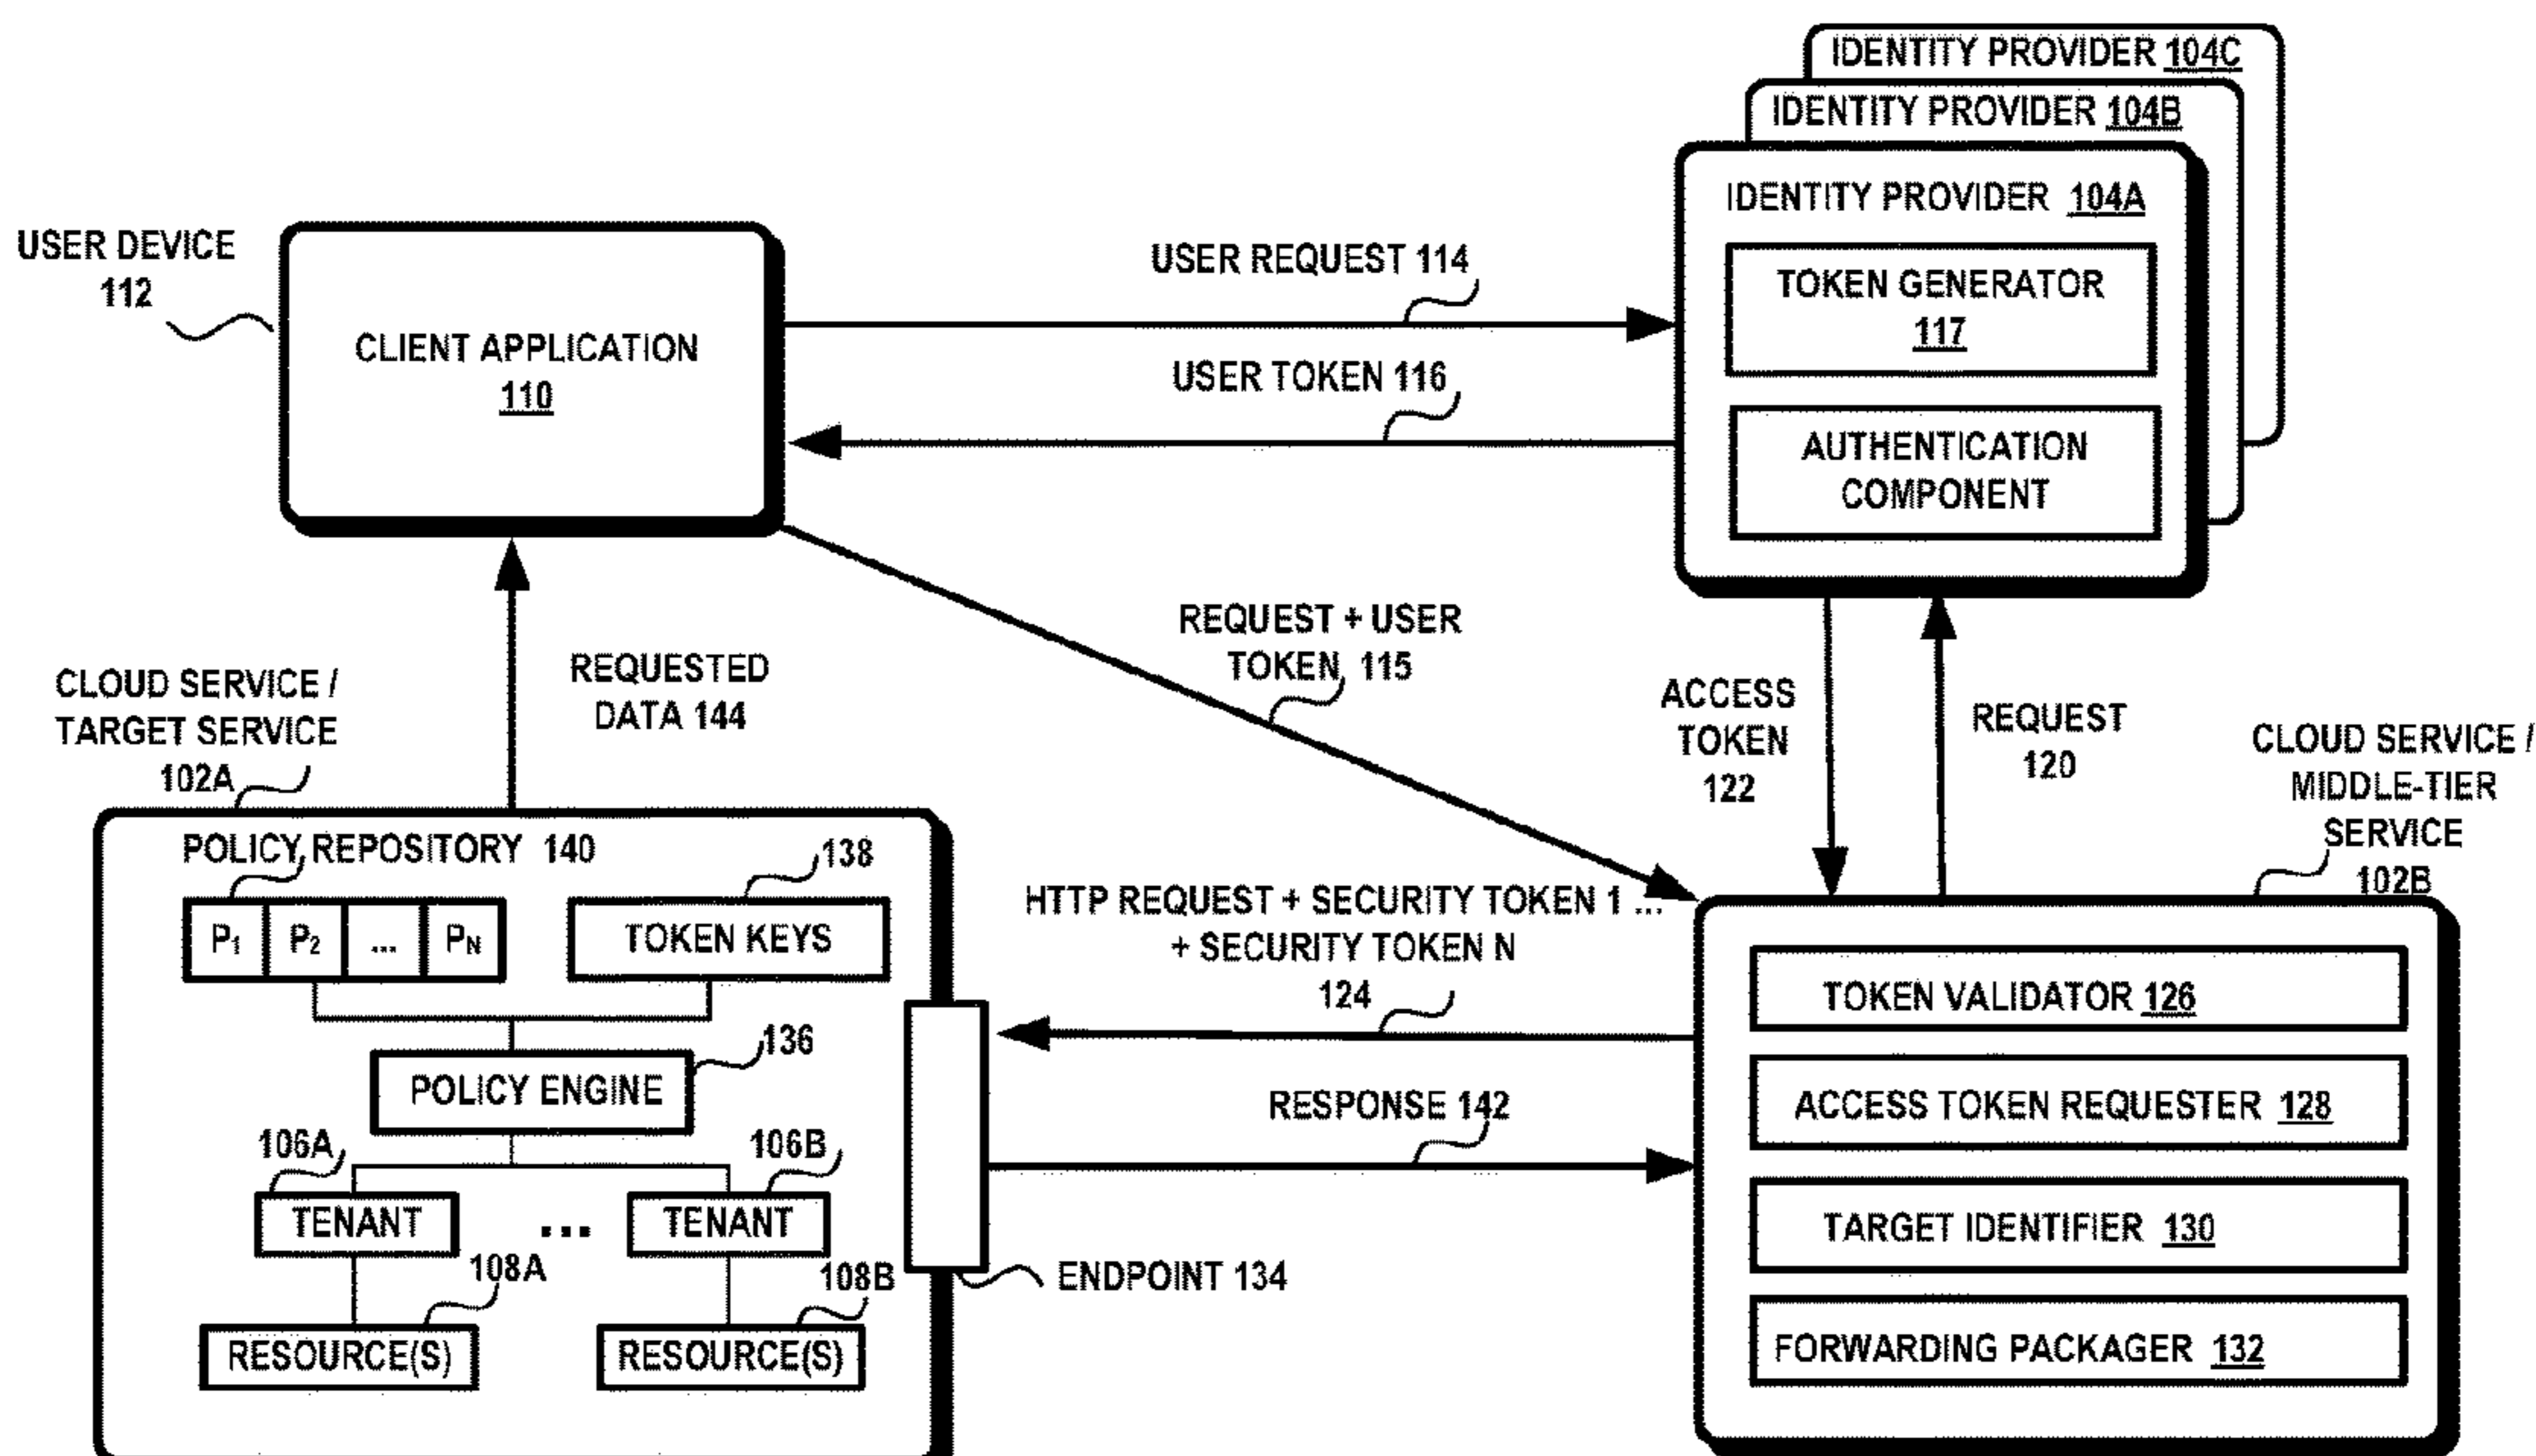 IDENTITY PROVIDER 104C
IDENTITY PROVIDER 104B
IDENTITY PROVIDER 104A
TOKEN GENERATOR
117
AUTHENTICATION
COMPONENT
USER DEVICE
112
CLIENT APPLICATION
110
USER REQUEST 114
USER TOKEN 116
REQUEST + USER
TOKEN 115
REQUESTED
DATA 144
ACCESS
TOKEN
122
REQUEST
120
CLOUD SERVICE /
TARGET SERVICE
102A
CLOUD SERVICE /
MIDDLE-TIER
SERVICE
102B
POLICY REPOSITORY 140
138
P1 P2 ... PN
TOKEN KEYS
136
POLICY ENGINE
106A
106B
TENANT ... TENANT
108A
108B
RESOURCE(S)
RESOURCE(S)
HTTP REQUEST + SECURITY TOKEN 1 ...
+ SECURITY TOKEN N
124
RESPONSE 142
ENDPOINT 134
TOKEN VALIDATOR 126
ACCESS TOKEN REQUESTER 128
TARGET IDENTIFIER 130
FORWARDING PACKAGER 132